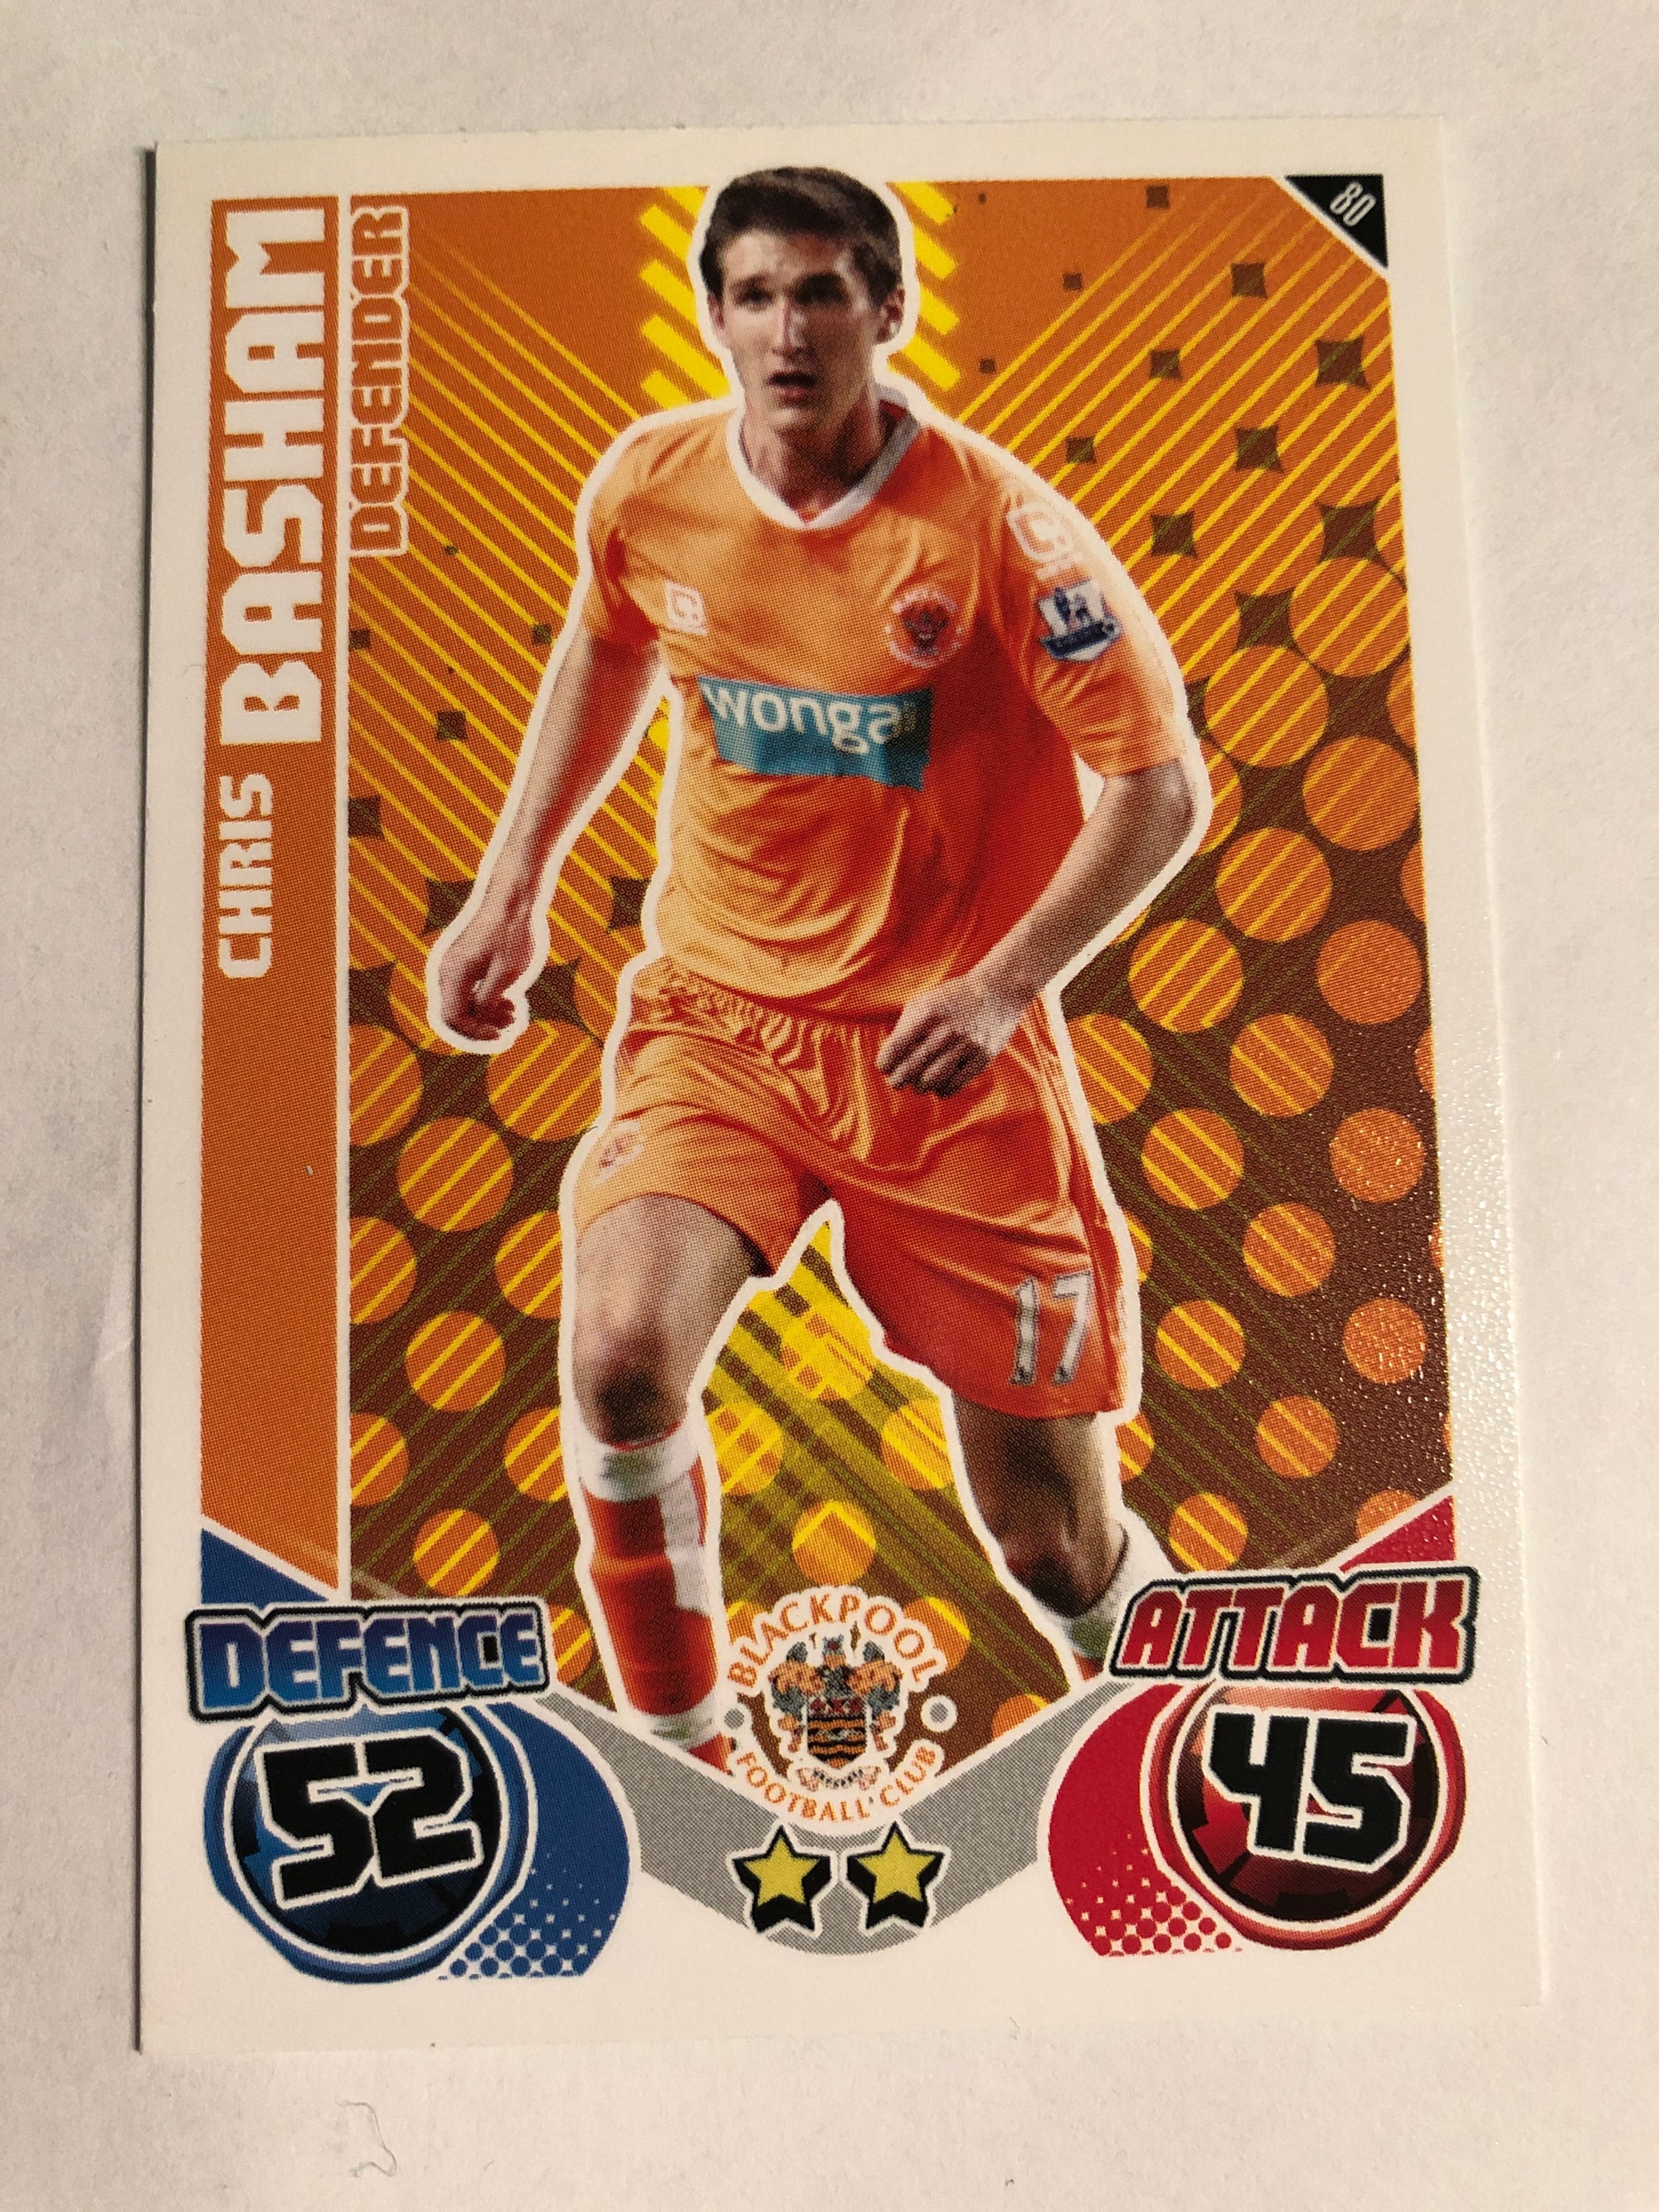 80
CHRIS BASHAM
DEFENDER
wonga
17
DEFENCE
52
BLACKPOOL
FOOTBALL CLUB
ATTACK
45